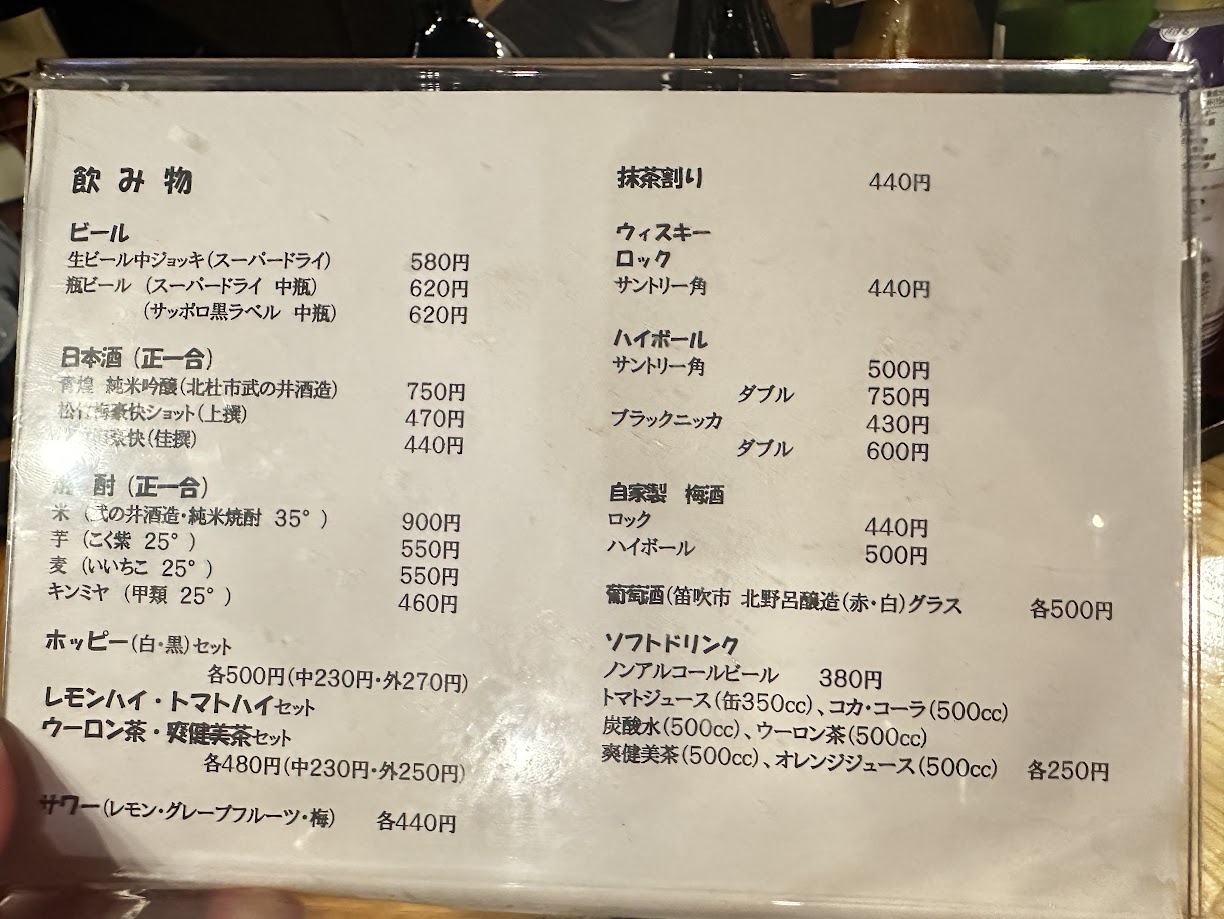 飲み物
ビール
生ビール中ジョッキ(スーパードライ) 580円
瓶ビール (スーパードライ 中瓶) 620円
(サッポロ黒ラベル 中瓶) 620円
日本酒(正一合)
純米吟醸(北杜市武の井酒造) 750円
松竹梅豪快ショット(上撰) 470円
豪快(佳撰) 440円
焼酎(正一合)
米 (武の井酒造・純米焼酎 35°) 900円
芋 (こく紫 25°) 550円
麦 (いいちこ 25°) 550円
キンミヤ (甲類 25°) 460円
ホッピー(白・黒)セット
各500円(中230円・外270円)
レモンハイ・トマトハイセット
ウーロン茶・爽健美茶セット
各480円(中230円・外250円)
サワー(レモン・グレープフルーツ・梅) 各440円
抹茶割り 440円
ウィスキー
ロック
サントリー角 440円
ハイボール
サントリー角 500円
ダブル 750円
ブラックニッカ 430円
ダブル 600円
自家製 梅酒
ロック 440円
ハイボール 500円
葡萄酒(笛吹市 北野呂醸造(赤・白)グラス 各500円
ソフトドリンク
ノンアルコールビール 380円
トマトジュース(缶350cc)、コカ・コーラ(500cc)
炭酸水(500cc)、ウーロン茶(500cc)
爽健美茶(500cc)、オレンジジュース(500cc) 各250円